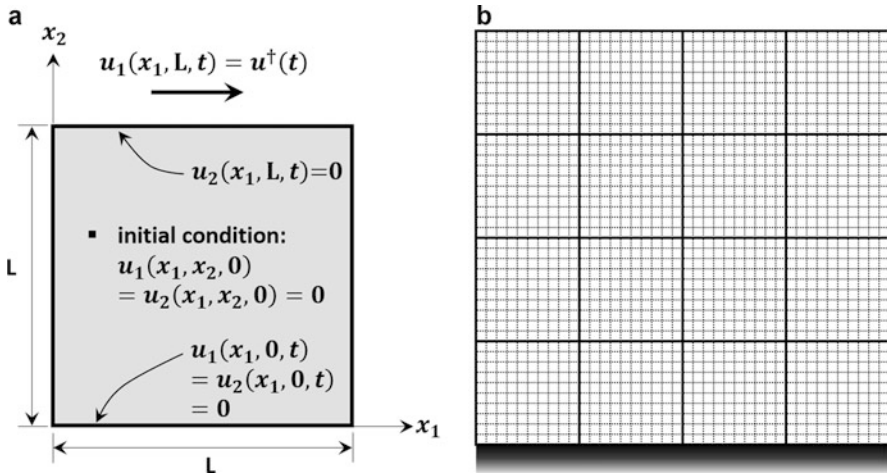 a
x₂
u₁(x₁, L, t) = u†(t)
u₂(x₁, L, t)=0
L
▪ initial condition:
u₁(x₁, x₂, 0)
= u₂(x₁, x₂, 0) = 0
u₁(x₁, 0, t)
= u₂(x₁, 0, t)
= 0
x₁
L
b